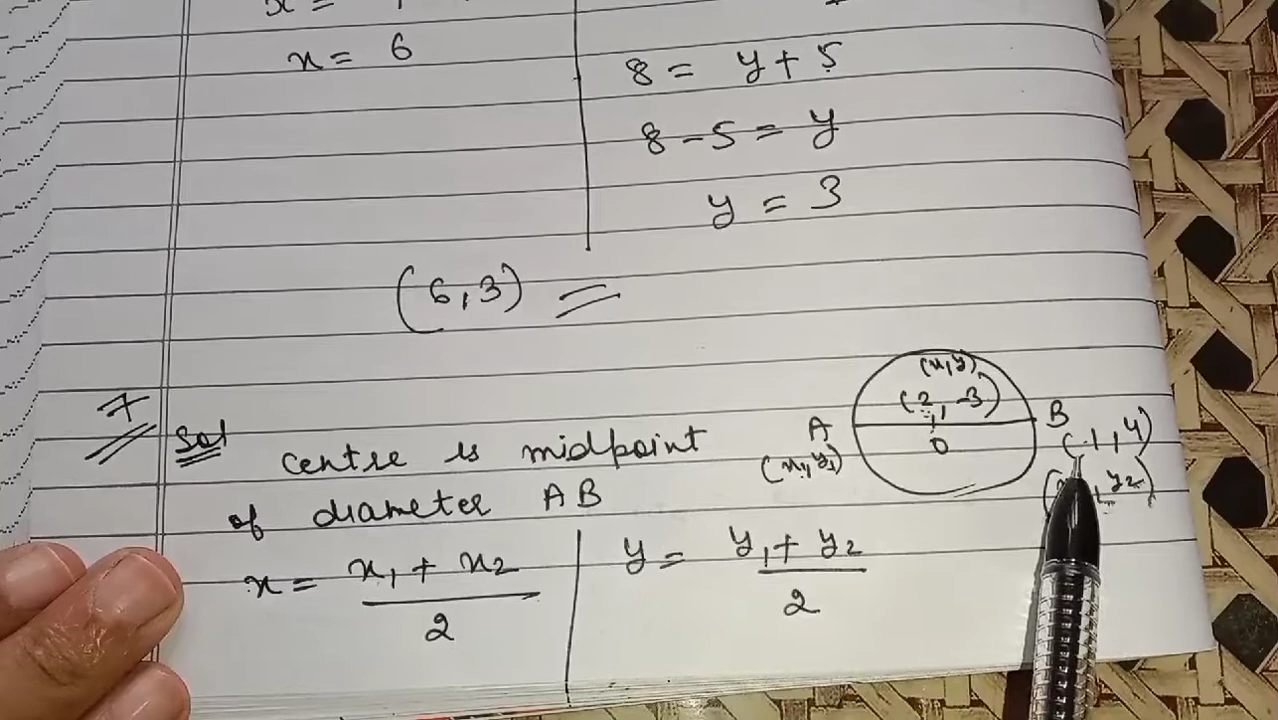 x = 6
8 = y + 5
8 - 5 = y
y = 3
(6,3)
7
Sol centre is midpoint
of diameter AB
(x,y)
(2, -3)
A
(x₁, y₁)
O
B
(1,4)
y₂)
x = x₁ + x₂ / 2
y = y₁ + y₂ / 2